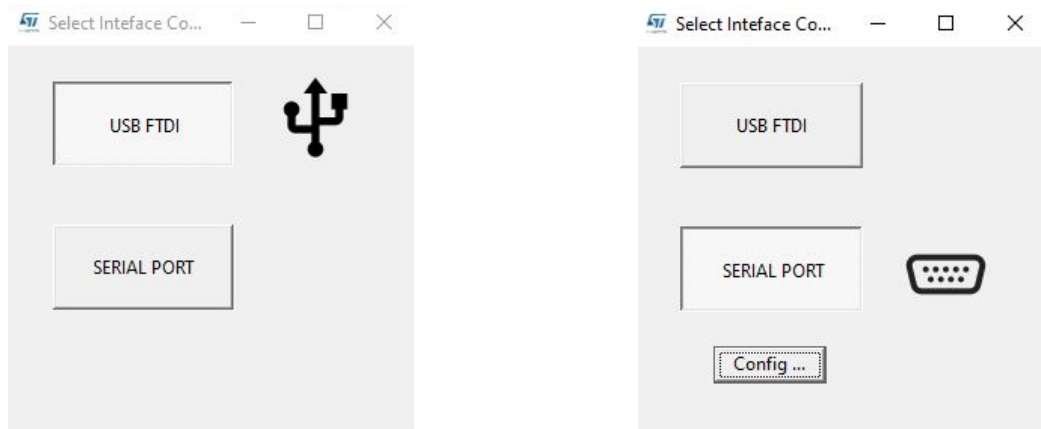 Select Inteface Co...
USB FTDI
SERIAL PORT
Select Inteface Co...
USB FTDI
SERIAL PORT
Config ...